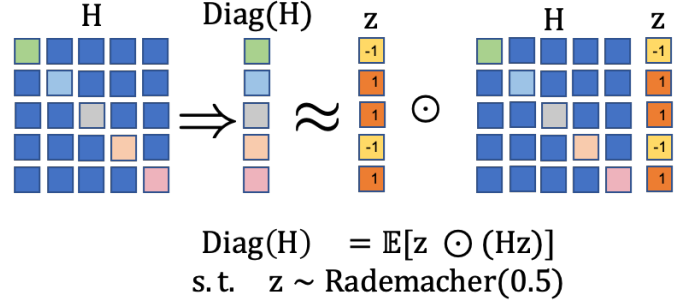 H Diag(H) z H z
-1 -1
1 1
⇒ ≈ 1 ⊙ 1
-1 -1
1 1
Diag(H) = 𝔼[z ⊙ (Hz)]
s.t. z ~ Rademacher(0.5)